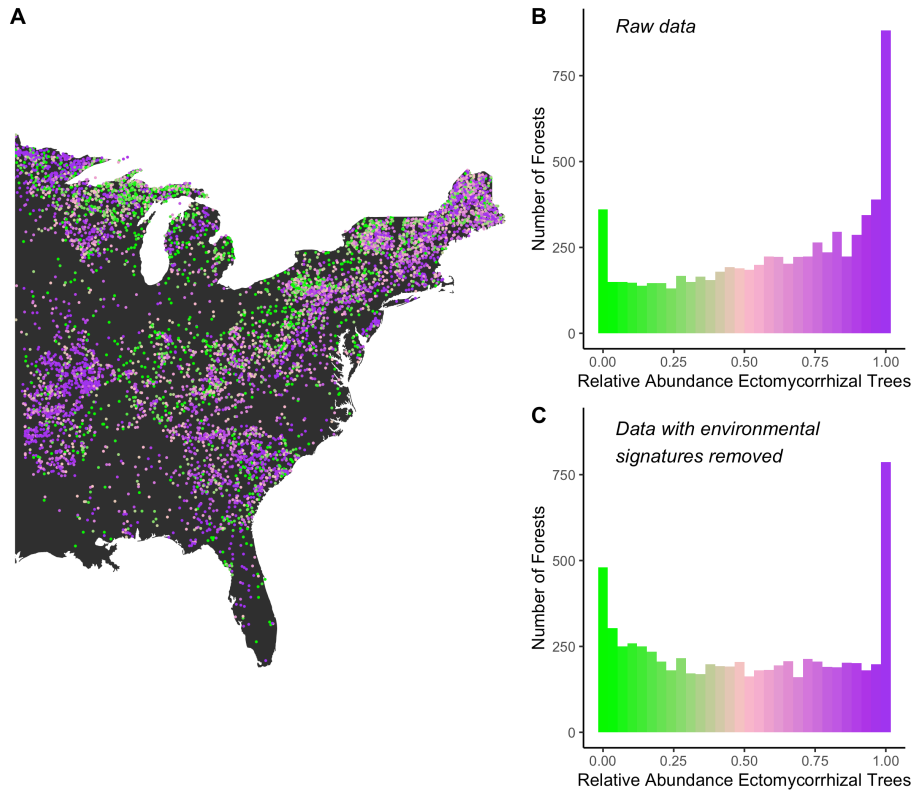 A
B
Raw data
Number of Forests
750
500
250
0
0.00 0.25 0.50 0.75 1.00
Relative Abundance Ectomycorrhizal Trees
C
Data with environmental
signatures removed
Number of Forests
750
500
250
0
0.00 0.25 0.50 0.75 1.00
Relative Abundance Ectomycorrhizal Trees